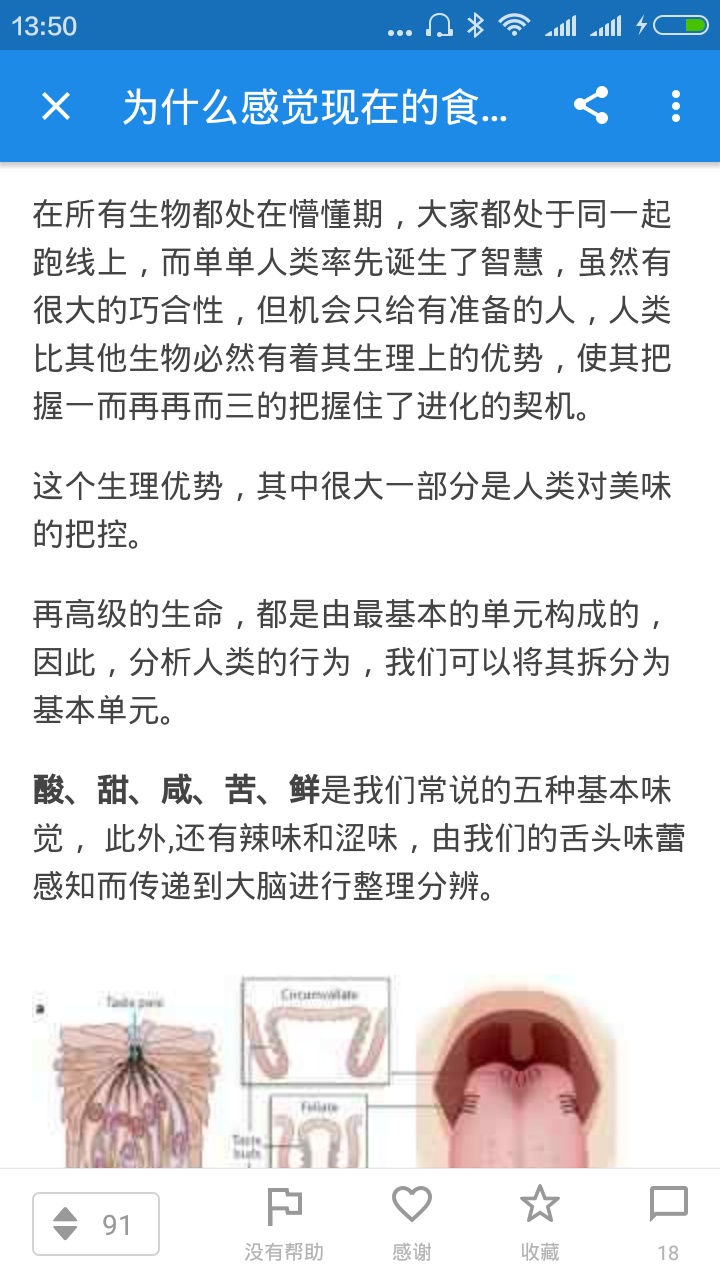 13:50
为什么感觉现在的食...
在所有生物都处在懵懂期，大家都处于同一起
跑线上，而单单人类率先诞生了智慧，虽然有
很大的巧合性，但机会只给有准备的人，人类
比其他生物必然有着其生理上的优势，使其把
握一而再再而三的把握住了进化的契机。
这个生理优势，其中很大一部分是人类对美味
的把控。
再高级的生命，都是由最基本的单元构成的，
因此，分析人类的行为，我们可以将其拆分为
基本单元。
酸、甜、咸、苦、鲜是我们常说的五种基本味
觉， 此外,还有辣味和涩味，由我们的舌头味蕾
感知而传递到大脑进行整理分辨。
a
Taste pore
Circumvallate
Foliate
Taste
buds
91
没有帮助
感谢
收藏
18